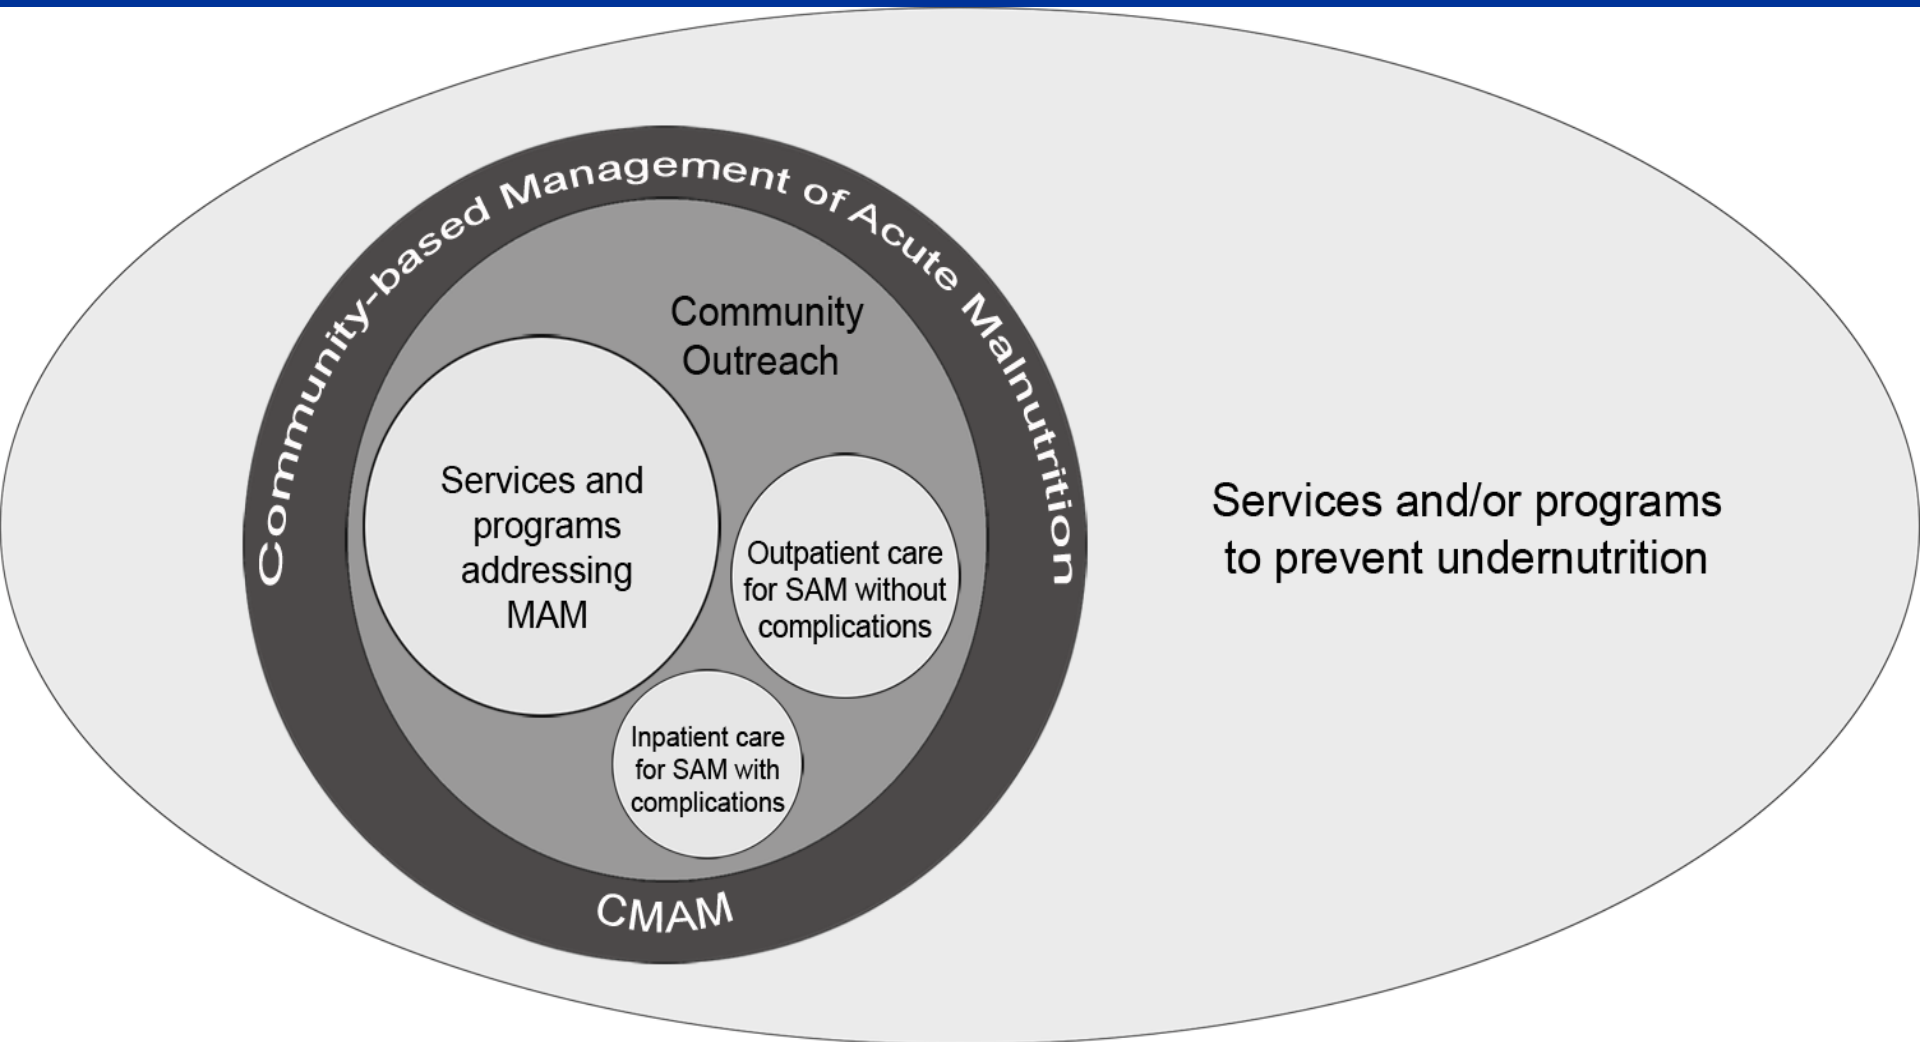 Community-based Management of Acute Malnutrition
Community
Outreach
Services and
programs
addressing
MAM
Outpatient care
for SAM without
complications
Inpatient care
for SAM with
complications
CMAM
Services and/or programs
to prevent undernutrition